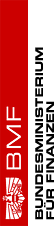 BMF
BUNDESMINISTERIUM
FÜR FINANZEN